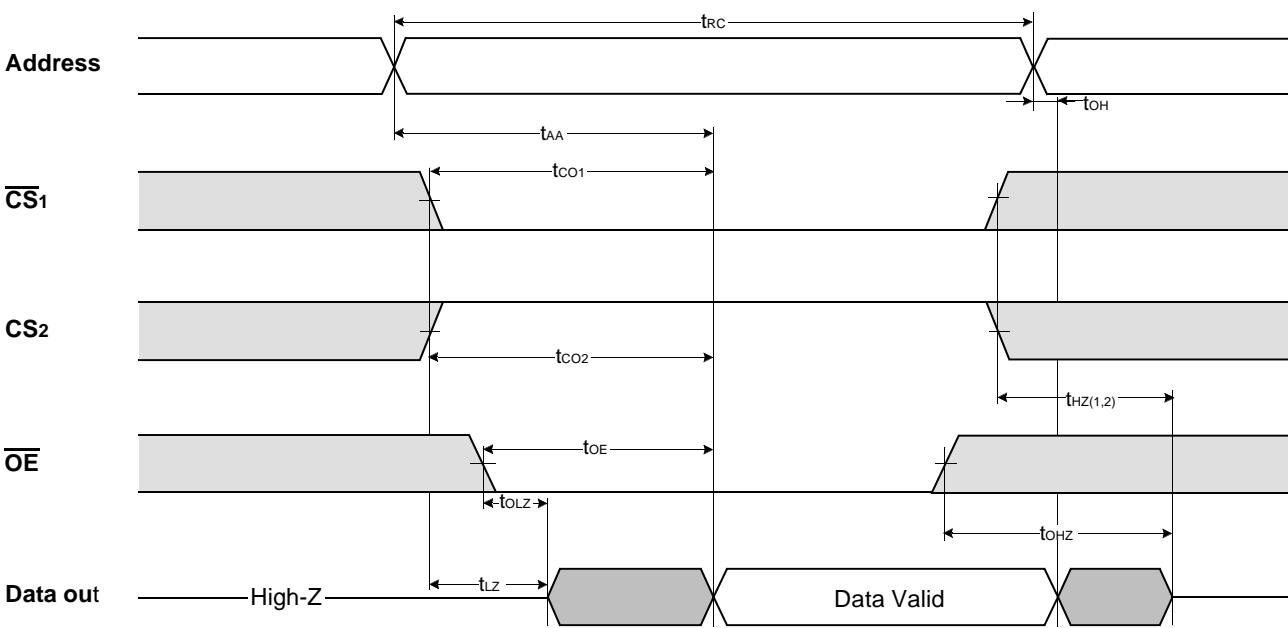 tRC
Address
tOH
tAA
tCO1
CS1
CS2
tCO2
tHZ(1,2)
OE
tOE
tOLZ
tOHZ
Data out
High-Z
tLZ
Data Valid